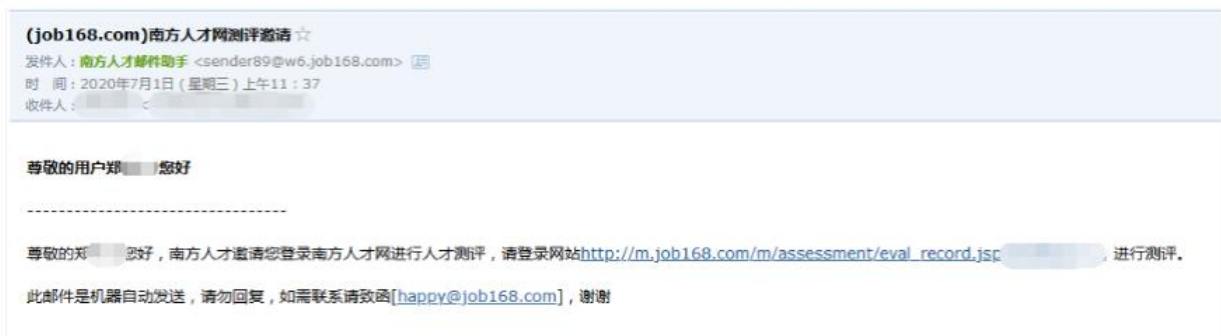 (job168.com)南方人才网测评邀请☆
发件人：南方人才邮件助手 <sender89@w6.job168.com>
时 间：2020年7月1日（星期三）上午11：37
收件人：
尊敬的用户郑 您好
---------------------------------
尊敬的郑 您好，南方人才邀请您登录南方人才网进行人才测评，请登录网站http://m.job168.com/m/assessment/eval_record.jsp ，进行测评。
此邮件是机器自动发送，请勿回复，如需联系请致函[happy@job168.com]，谢谢